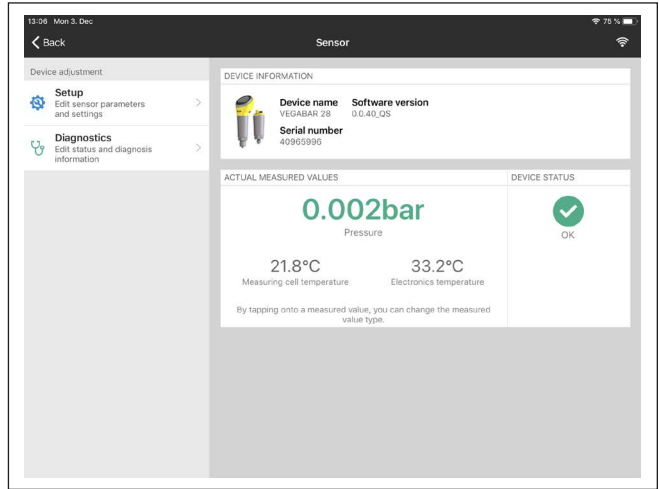 13:06 Mon 3. Dec
75 %
Back
Sensor
Device adjustment
Setup
Edit sensor parameters
and settings
Diagnostics
Edit status and diagnosis
information
DEVICE INFORMATION
Device name Software version
VEGABAR 28 0.0.40_QS
Serial number
40965996
ACTUAL MEASURED VALUES
DEVICE STATUS
0.002bar
Pressure
OK
21.8°C 33.2°C
Measuring cell temperature Electronics temperature
By tapping onto a measured value, you can change the measured
value type.